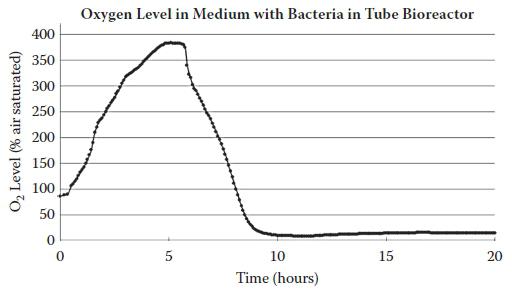 Oxygen Level in Medium with Bacteria in Tube Bioreactor
O2 Level (% air saturated)
400
350
300
250
200
150
100
50
0
0 5 10 15 20
Time (hours)